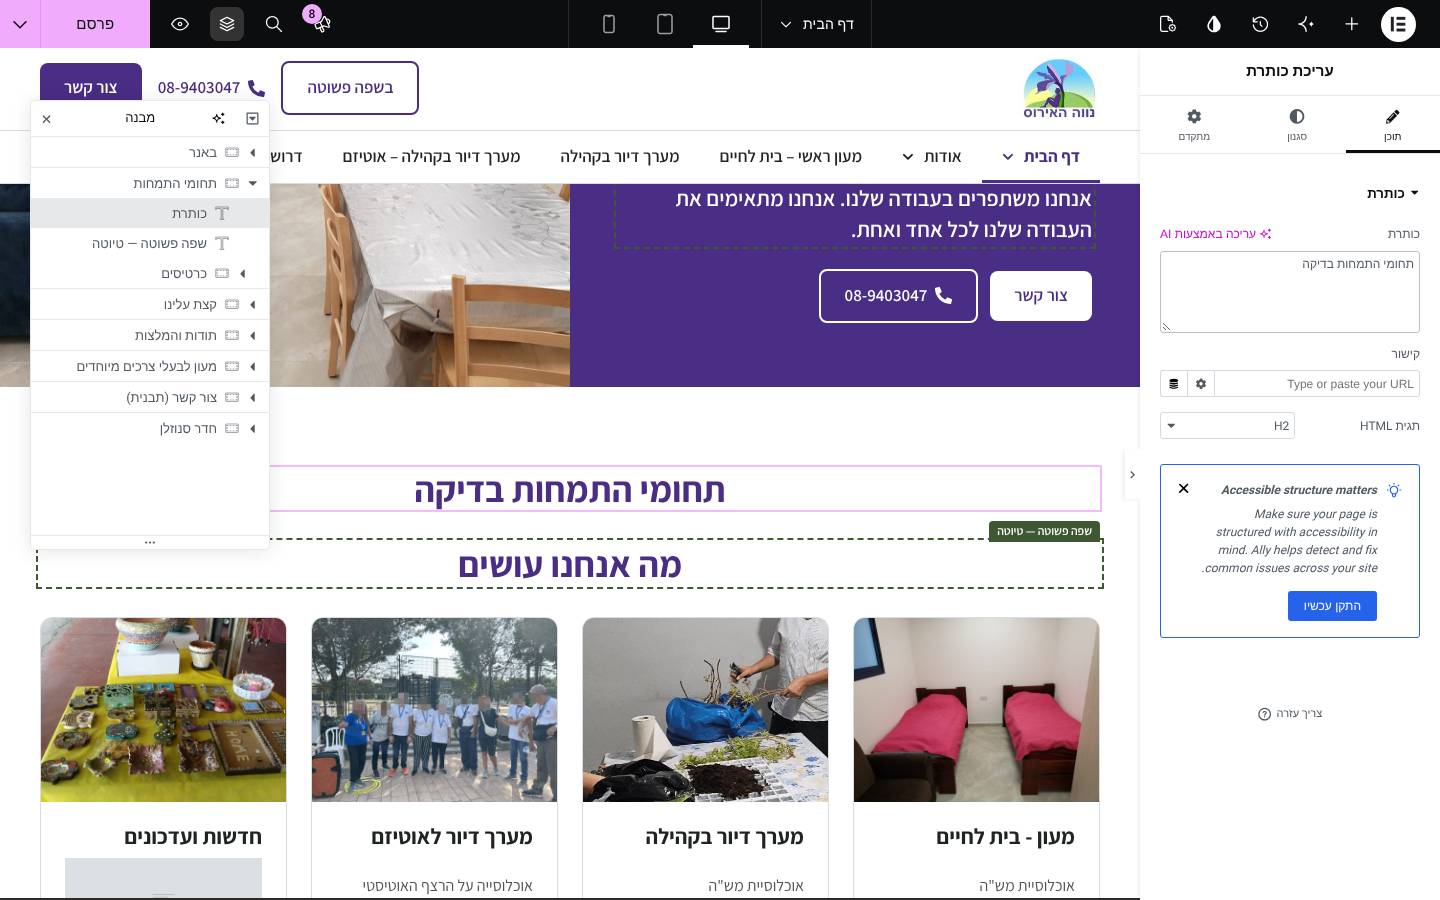 פרסם
8
דף הבית
עריכת כותרת
תוכן
סגנון
מתקדם
כותרת
כותרת
עריכה באמצעות AI
תחומי התמחות בדיקה
קישור
Type or paste your URL
תגית HTML
H2
Accessible structure matters
Make sure your page is
structured with accessibility in
mind. Ally helps detect and fix
common issues across your site.
התקן עכשיו
צריך עזרה
נווה האירוס
בשפה פשוטה
08-9403047
צור קשר
דף הבית
אודות
מעון ראשי – בית לחיים
מערך דיור בקהילה
מערך דיור בקהילה – אוטיזם
דרוש
מבנה
באנר
תחומי התמחות
כותרת
שפה פשוטה — טיוטה
כרטיסים
קצת עלינו
תודות והמלצות
מעון לבעלי צרכים מיוחדים
צור קשר (תבנית)
חדר סנוזלן
אנחנו משתפרים בעבודה שלנו. אנחנו מתאימים את
העבודה שלנו לכל אחד ואחת.
צור קשר
08-9403047
תחומי התמחות בדיקה
שפה פשוטה — טיוטה
מה אנחנו עושים
HOME
מעון - בית לחיים
מערך דיור בקהילה
מערך דיור לאוטיזם
חדשות ועדכונים
אוכלוסיית מש"ה
אוכלוסיית מש"ה
אוכלוסייה על הרצף האוטיסטי